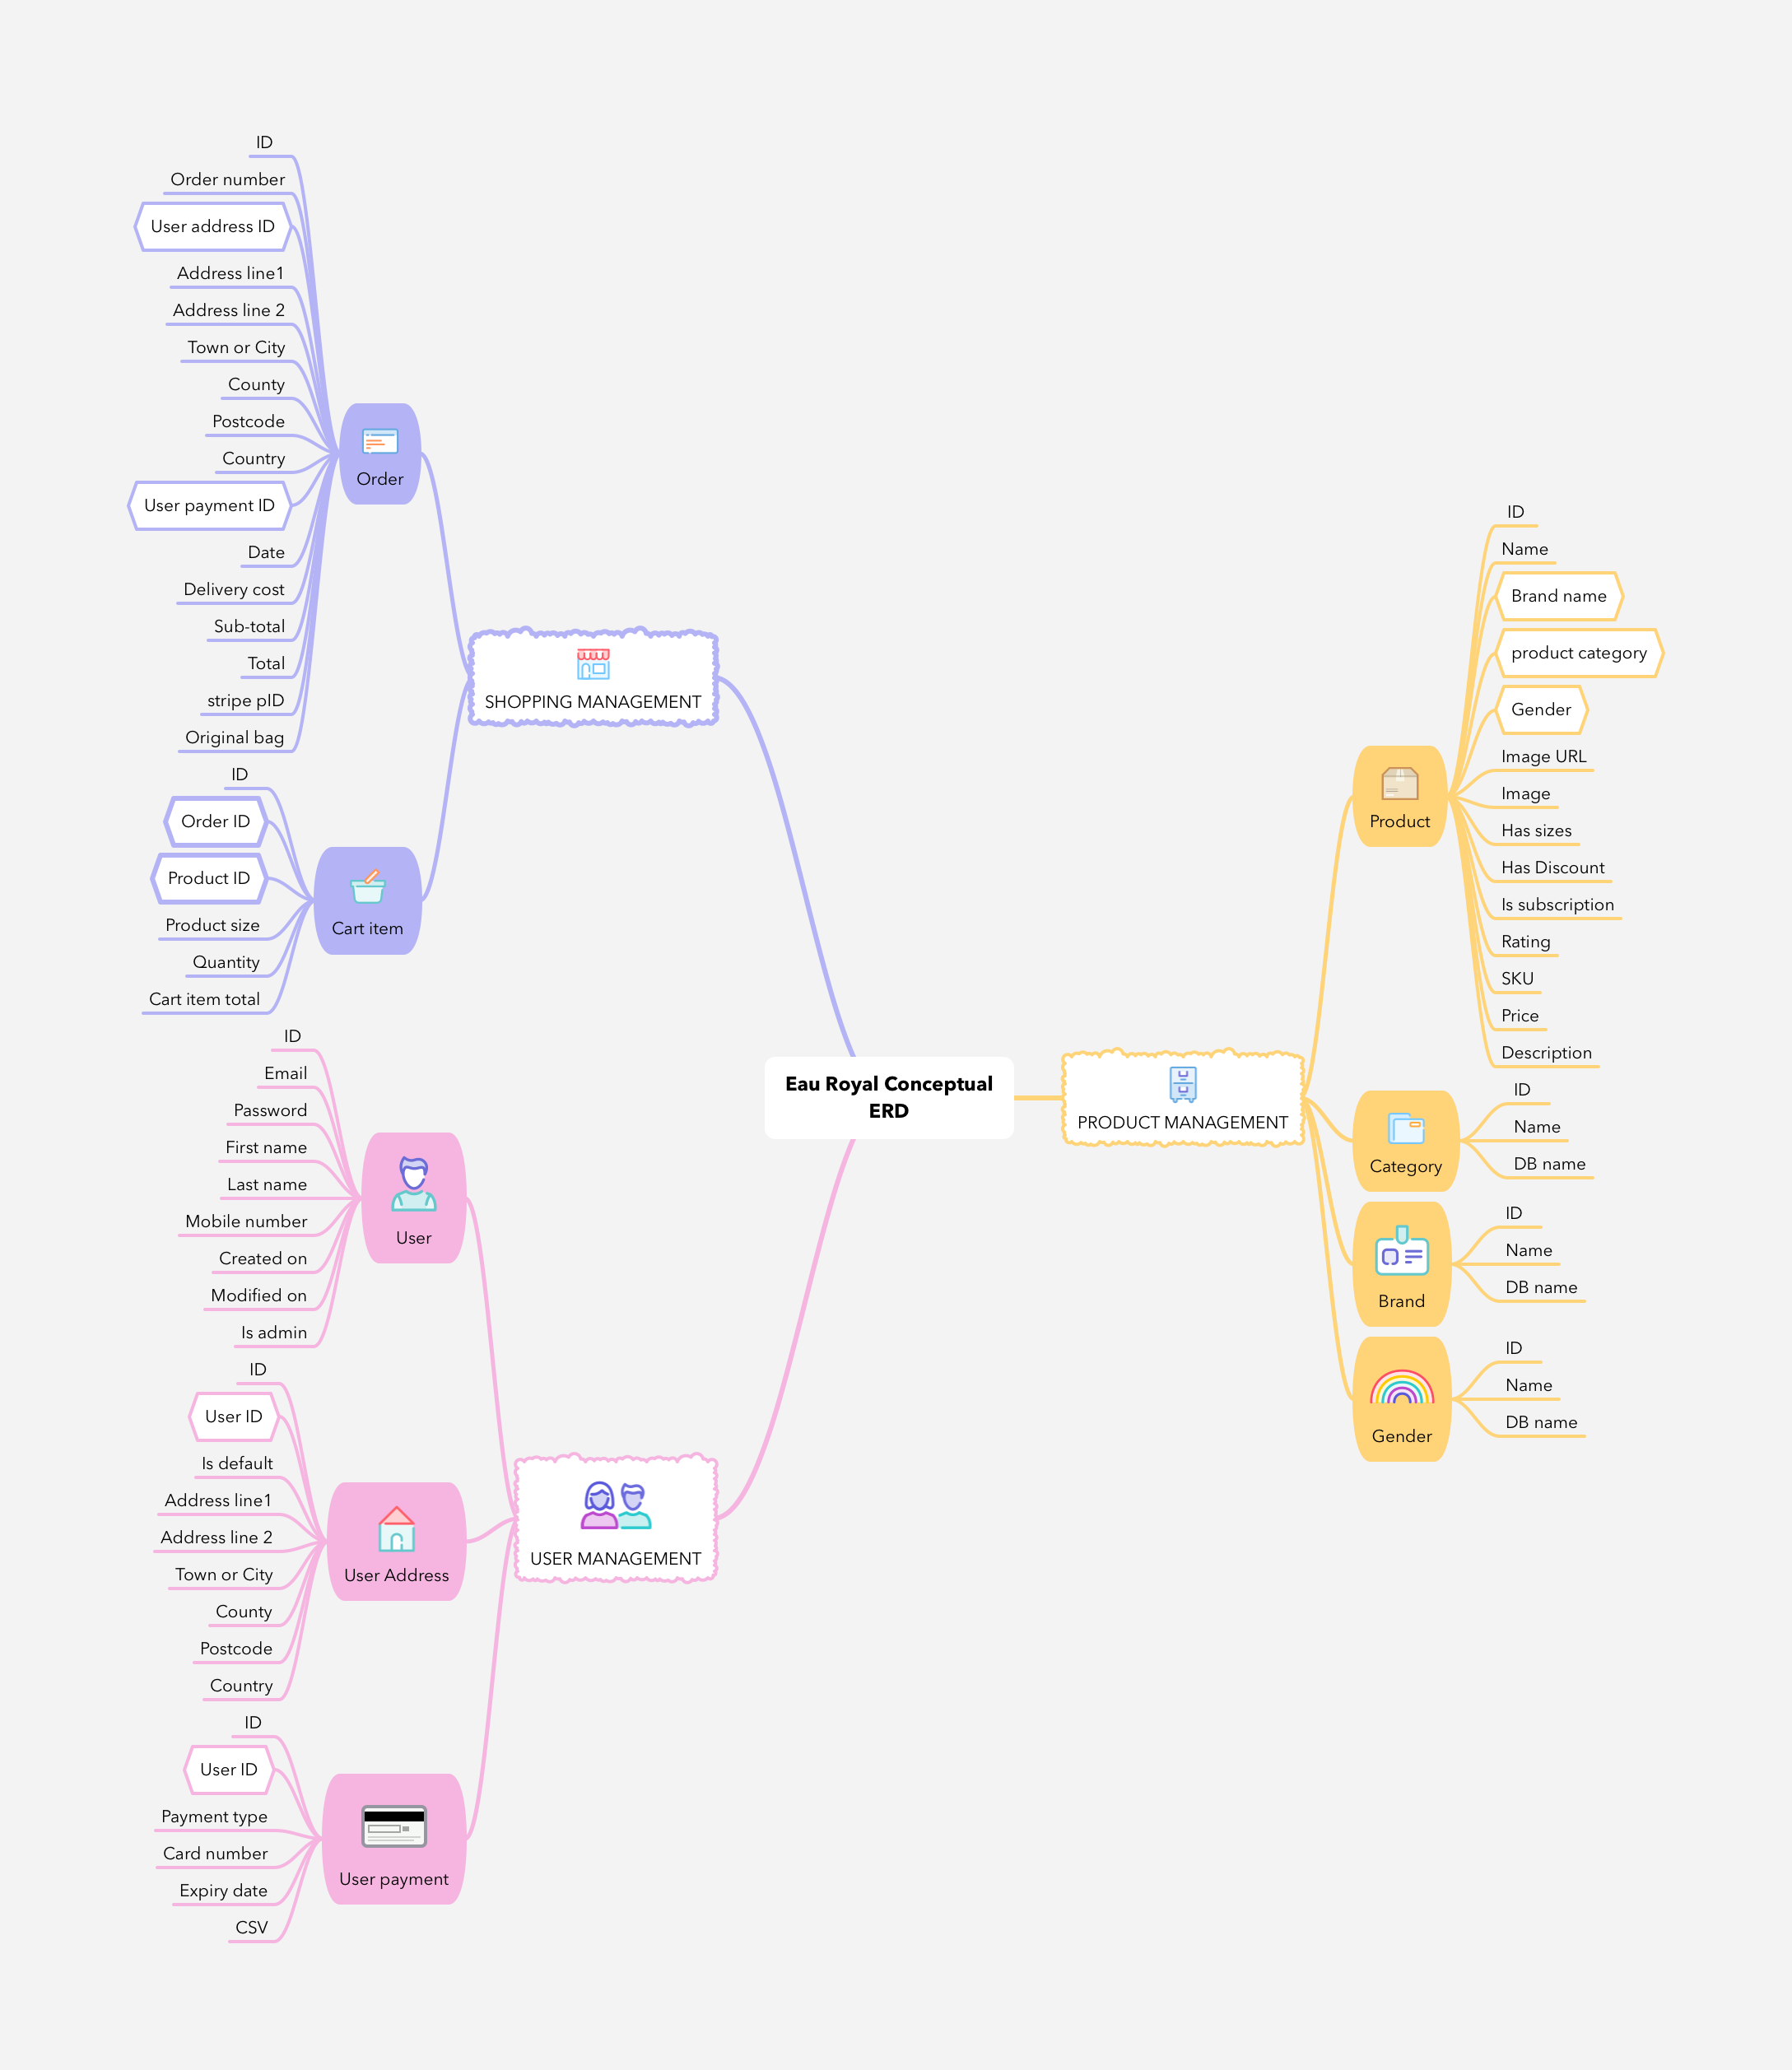 ID
Order number
User address ID
Address line1
Address line 2
Town or City
County
Postcode
Country
User payment ID
Date
Delivery cost
Sub-total
Total
stripe pID
Original bag
Order
ID
Order ID
Product ID
Product size
Quantity
Cart item total
Cart item
SHOPPING MANAGEMENT
ID
Email
Password
First name
Last name
Mobile number
Created on
Modified on
Is admin
User
ID
User ID
Is default
Address line1
Address line 2
Town or City
County
Postcode
Country
User Address
ID
User ID
Payment type
Card number
Expiry date
CSV
User payment
USER MANAGEMENT
Eau Royal Conceptual
ERD
PRODUCT MANAGEMENT
Product
ID
Name
Brand name
product category
Gender
Image URL
Image
Has sizes
Has Discount
Is subscription
Rating
SKU
Price
Description
Category
ID
Name
DB name
Brand
ID
Name
DB name
Gender
ID
Name
DB name